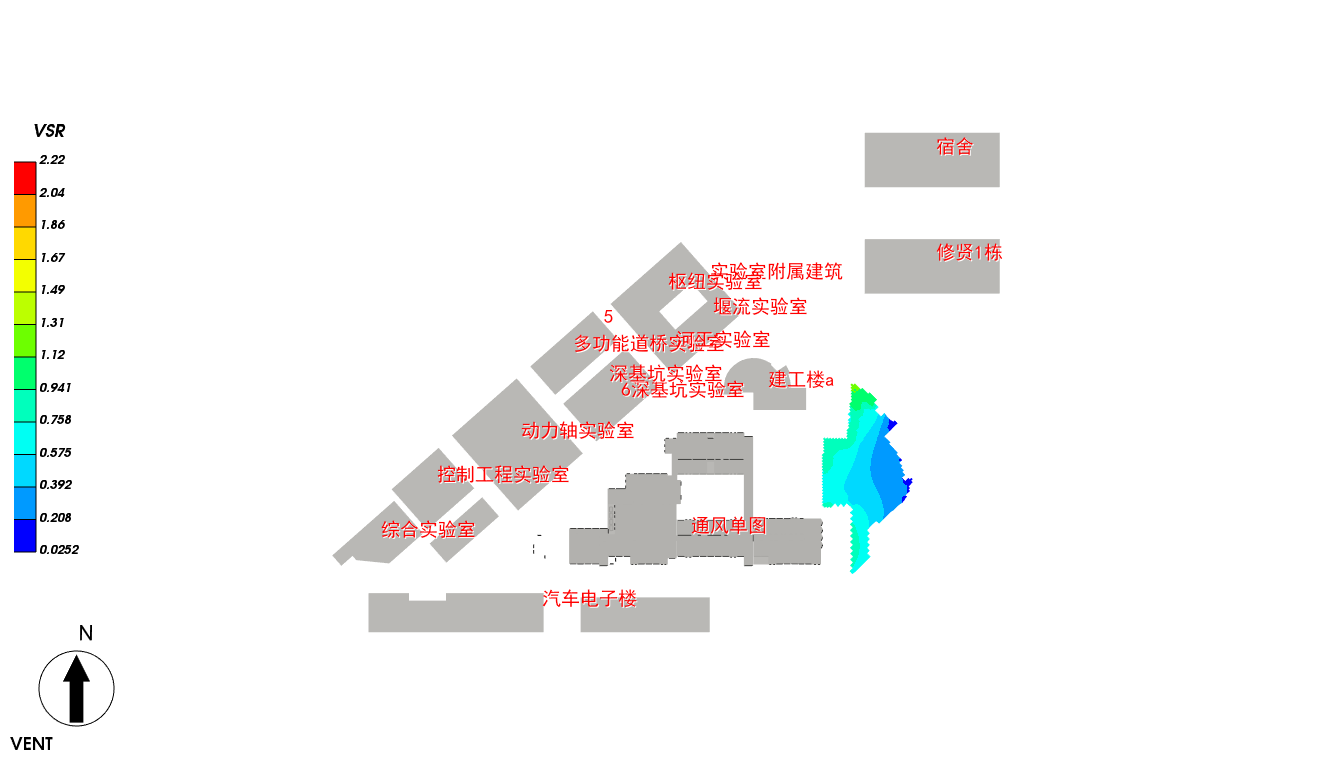 VSR
2.22
2.04
1.86
1.67
1.49
1.31
1.12
0.941
0.758
0.575
0.392
0.208
0.0252
宿舍
修贤1栋
实验室附属建筑
枢纽实验室
堰流实验室
5
多功能道桥实验室
河工实验室
深基坑实验室
6深基坑实验室
建工楼a
动力轴实验室
控制工程实验室
综合实验室
通风单图
汽车电子楼
N
VENT